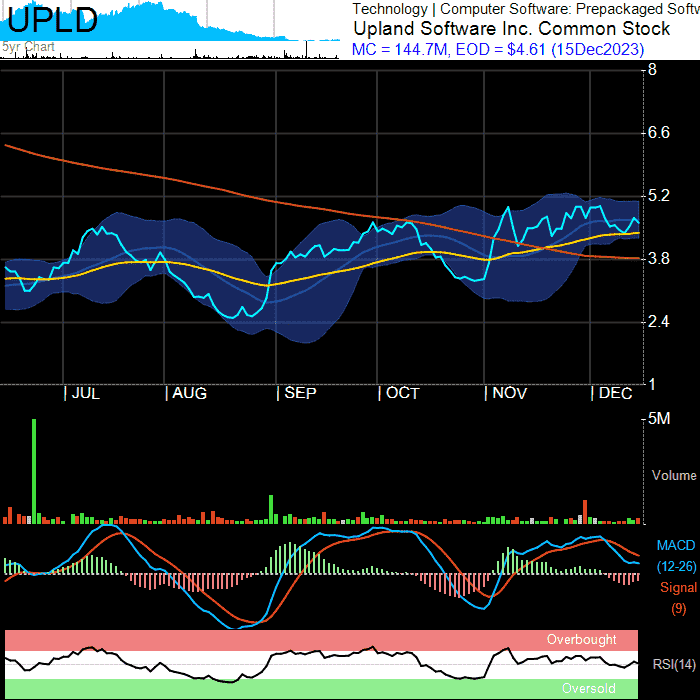 UPLD
5yr Chart
Technology | Computer Software: Prepackaged Softw
Upland Software Inc. Common Stock
MC = 144.7M, EOD = $4.61 (15Dec2023)
8
6.6
5.2
3.8
2.4
1
| JUL | AUG | SEP | OCT | NOV | DEC
5M
Volume
MACD
(12-26)
Signal
(9)
Overbought
RSI(14)
Oversold